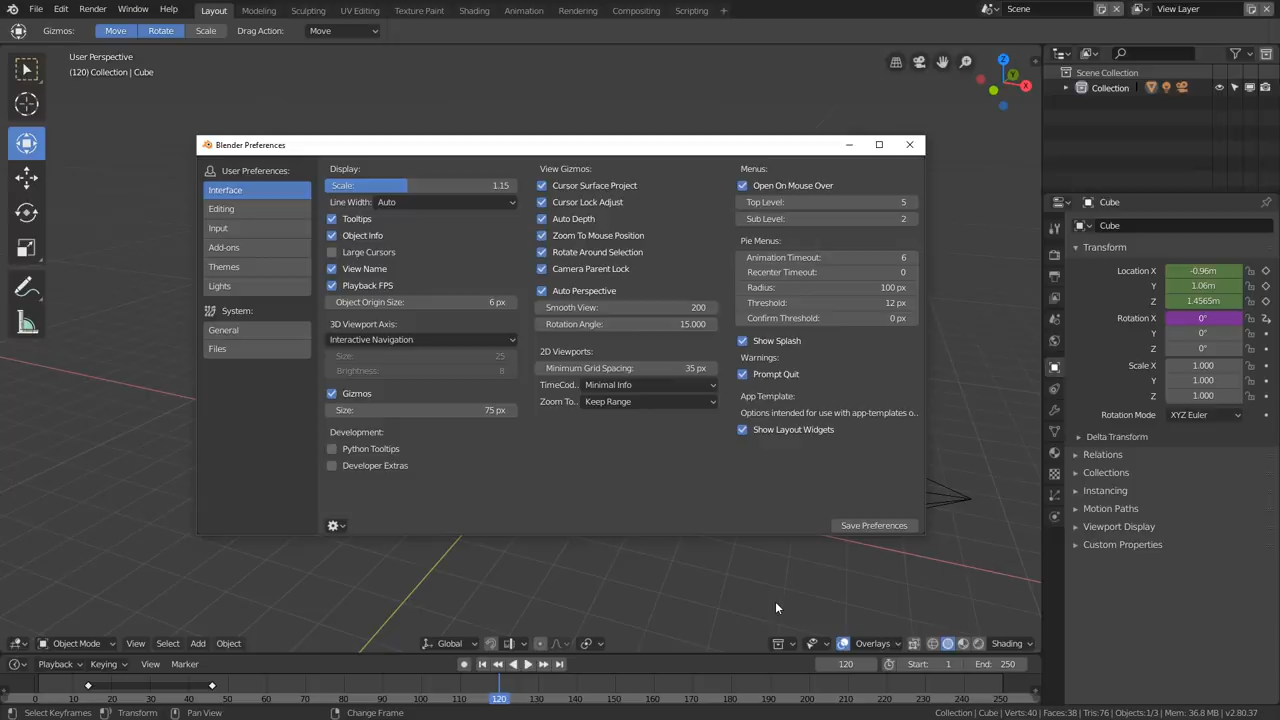 File Edit Render Window Help Layout Modeling Sculpting UV Editing Texture Paint Shading Animation Rendering Compositing Scripting + Scene View Layer
Gizmos: Move Rotate Scale Drag Action: Move
User Perspective
(120) Collection | Cube
Z
Y
X
Scene Collection
Collection
Blender Preferences
User Preferences:
Interface
Editing
Input
Add-ons
Themes
Lights
System:
General
Files
Display:
Scale: 1.15
Line Width: Auto
Tooltips
Object Info
Large Cursors
View Name
Playback FPS
Object Origin Size: 6 px
3D Viewport Axis:
Interactive Navigation
Size: 25
Brightness: 8
Gizmos
Size: 75 px
Development:
Python Tooltips
Developer Extras
View Gizmos:
Cursor Surface Project
Cursor Lock Adjust
Auto Depth
Zoom To Mouse Position
Rotate Around Selection
Camera Parent Lock
Auto Perspective
Smooth View: 200
Rotation Angle: 15.000
2D Viewports:
Minimum Grid Spacing: 35 px
TimeCod.. Minimal Info
Zoom To.. Keep Range
Menus:
Open On Mouse Over
Top Level: 5
Sub Level: 2
Pie Menus:
Animation Timeout: 6
Recenter Timeout: 0
Radius: 100 px
Threshold: 12 px
Confirm Threshold: 0 px
Show Splash
Warnings:
Prompt Quit
App Template:
Options intended for use with app-templates o..
Show Layout Widgets
Save Preferences
Cube
Cube
Transform
Location X -0.96m
Y 1.06m
Z 1.4565m
Rotation X 0°
Y 0°
Z 0°
Scale X 1.000
Y 1.000
Z 1.000
Rotation Mode XYZ Euler
Delta Transform
Relations
Collections
Instancing
Motion Paths
Viewport Display
Custom Properties
Object Mode View Select Add Object Global Overlays Shading
Playback Keying View Marker 120 Start: 1 End: 250
0 10 20 30 40 50 60 70 80 90 100 110 120 130 140 150 160 170 180 190 200 210 220 230 240 250
Select Keyframes Transform Pan View Change Frame Collection | Cube | Verts:40 | Faces:38 | Tris:76 | Objects:1/3 | Mem: 36.8 MB | v2.80.37